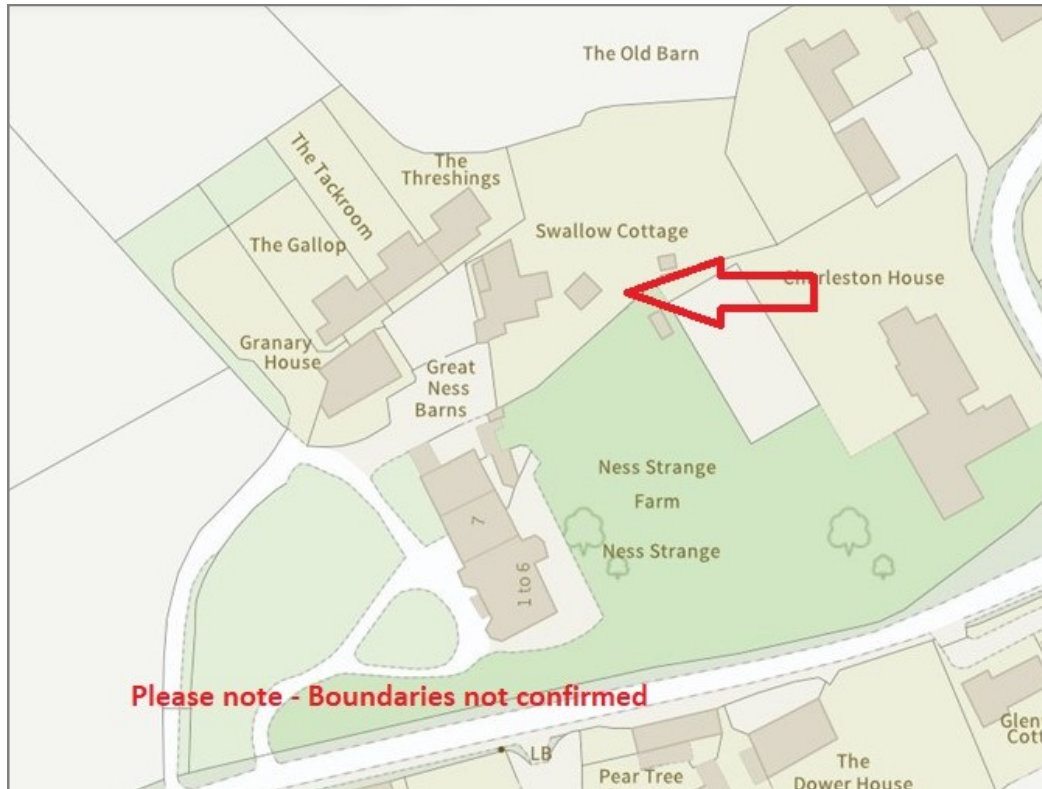 The Old Barn
The Tackroom
The
Threshings
The Gallop
Swallow Cottage
Charleston House
Granary
House
Great
Ness
Barns
Ness Strange
Farm
7
Ness Strange
1 to 6
Please note - Boundaries not confirmed
LB
Pear Tree
The
Dower House